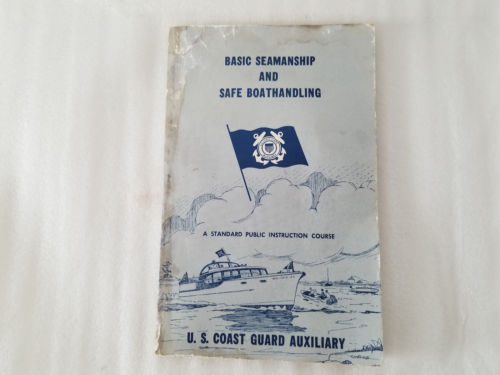 BASIC SEAMANSHIP
AND
SAFE BOATHANDLING
A STANDARD PUBLIC INSTRUCTION COURSE
U. S. COAST GUARD AUXILIARY